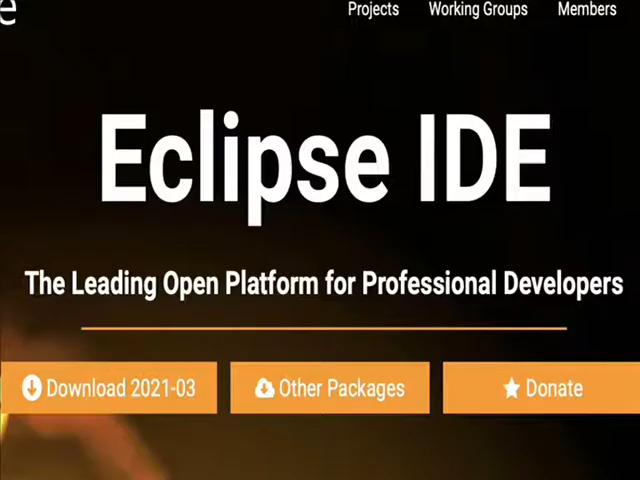 e
Projects Working Groups Members
Eclipse IDE
The Leading Open Platform for Professional Developers
Download 2021-03 Other Packages Donate